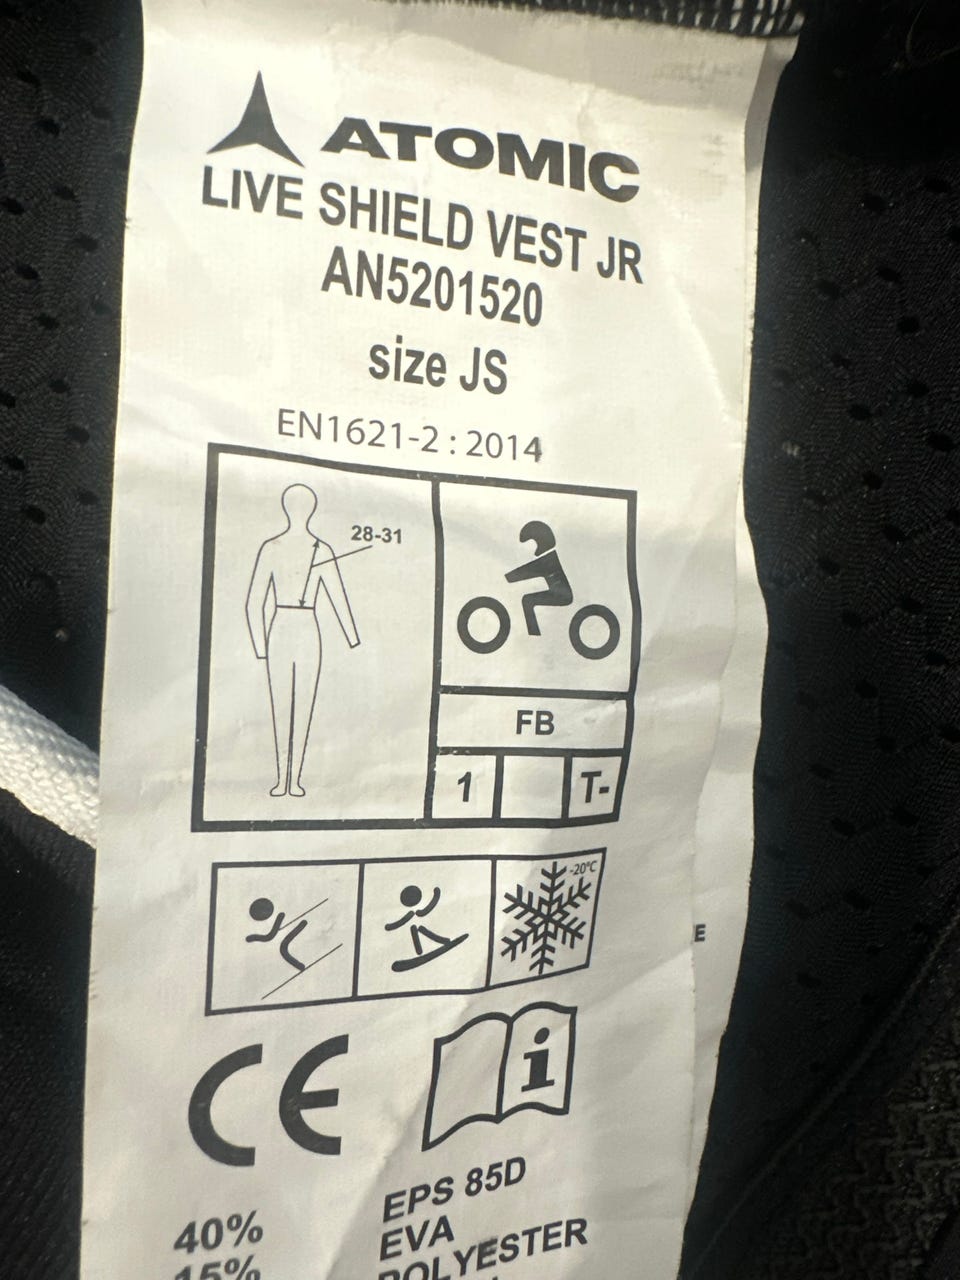 ATOMIC
LIVE SHIELD VEST JR
AN5201520
size JS
EN1621-2 : 2014
28-31
FB
1 T-
-20°C
E
CE
i
EPS 85D
40% EVA
15% POLYESTER